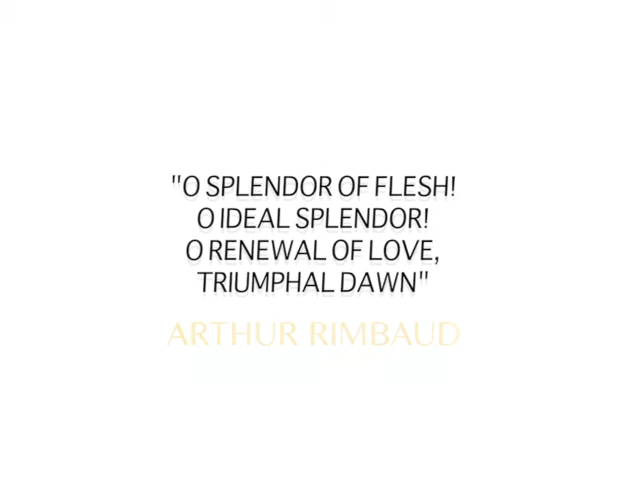 "O SPLENDOR OF FLESH!
O IDEAL SPLENDOR!
O RENEWAL OF LOVE,
TRIUMPHAL DAWN"
ARTHUR RIMBAUD